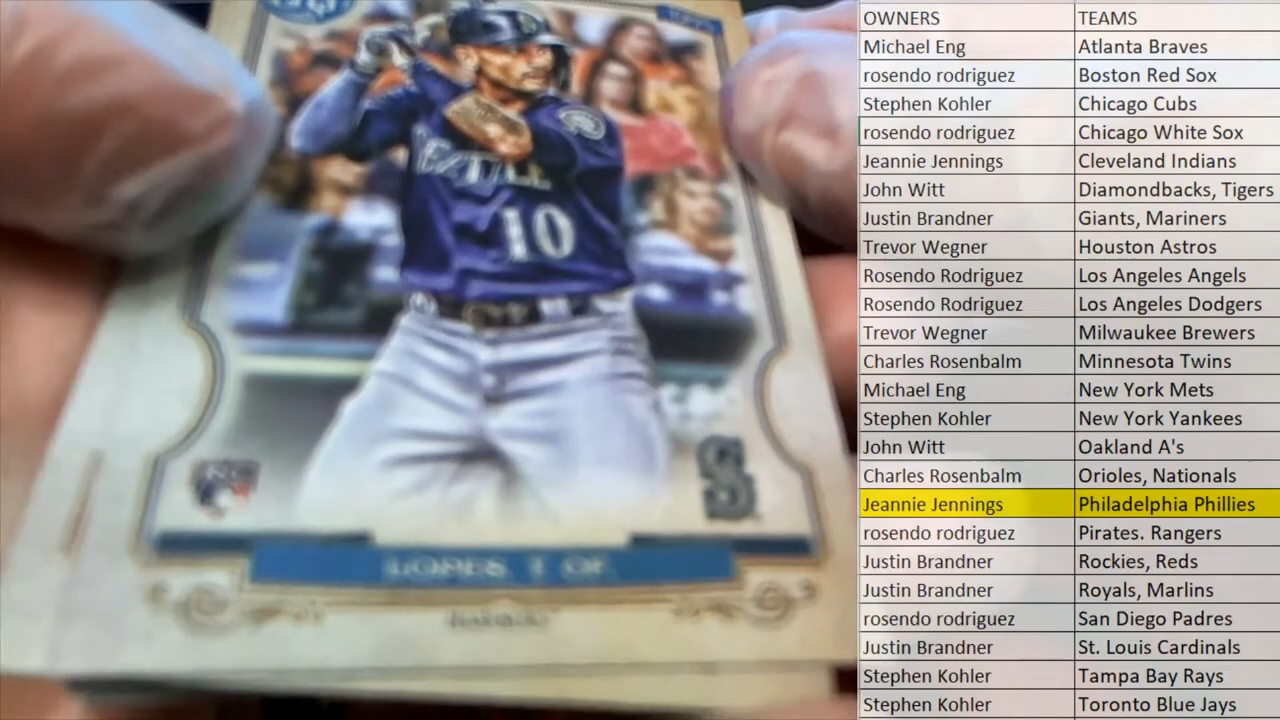 SEATTLE
10
LOPES, T OF.
MARINERS
OWNERS TEAMS
Michael Eng Atlanta Braves
rosendo rodriguez Boston Red Sox
Stephen Kohler Chicago Cubs
rosendo rodriguez Chicago White Sox
Jeannie Jennings Cleveland Indians
John Witt Diamondbacks, Tigers
Justin Brandner Giants, Mariners
Trevor Wegner Houston Astros
Rosendo Rodriguez Los Angeles Angels
Rosendo Rodriguez Los Angeles Dodgers
Trevor Wegner Milwaukee Brewers
Charles Rosenbalm Minnesota Twins
Michael Eng New York Mets
Stephen Kohler New York Yankees
John Witt Oakland A's
Charles Rosenbalm Orioles, Nationals
Jeannie Jennings Philadelphia Phillies
rosendo rodriguez Pirates. Rangers
Justin Brandner Rockies, Reds
Justin Brandner Royals, Marlins
rosendo rodriguez San Diego Padres
Justin Brandner St. Louis Cardinals
Stephen Kohler Tampa Bay Rays
Stephen Kohler Toronto Blue Jays